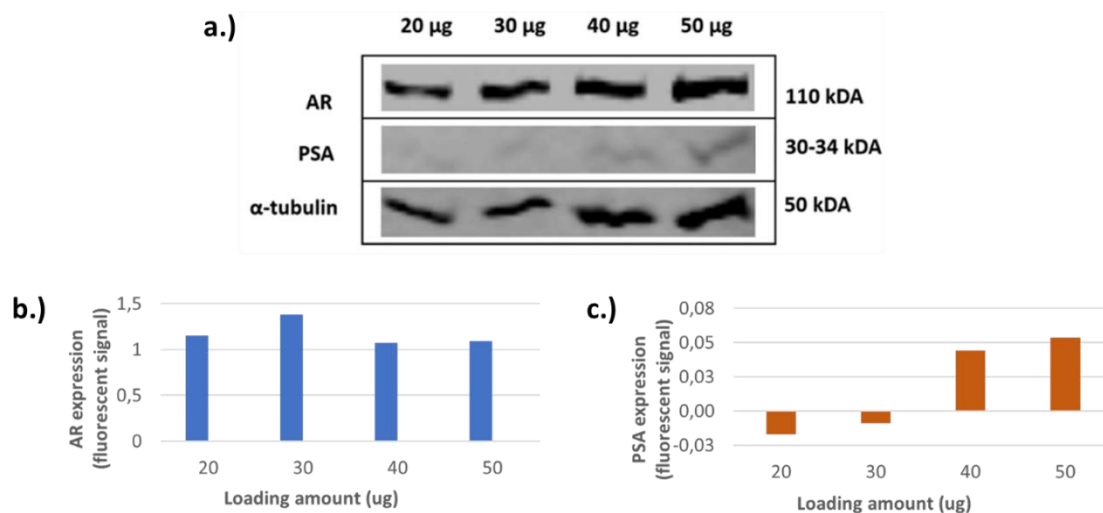 a.)
20 µg 30 µg 40 µg 50 µg
AR
110 kDA
PSA
30-34 kDA
α-tubulin
50 kDA
b.)
AR expression
(fluorescent signal)
1,5
1
0,5
0
20 30 40 50
Loading amount (ug)
c.)
PSA expression
(fluorescent signal)
0,08
0,05
0,03
0,00
-0,03
20 30 40 50
Loading amount (ug)